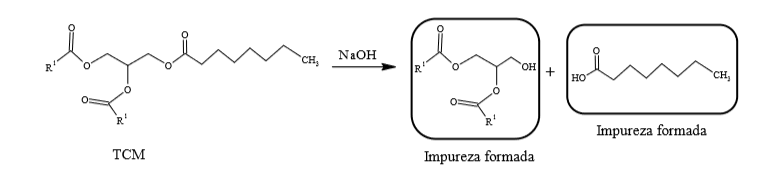 O
R¹
O
O
O
R¹
O
O
CH₃
TCM
NaOH
O
R¹
O
OH
O
O
R¹
Impureza formada
+
O
HO
CH₃
Impureza formada